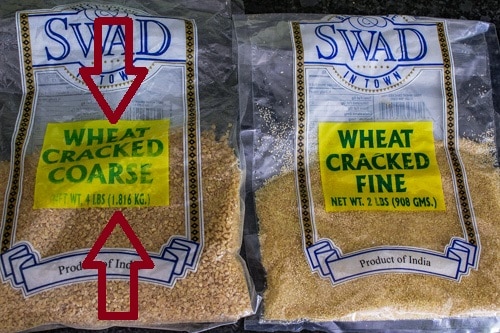 SWAD
IN TOWN
WHEAT
CRACKED
COARSE
NET WT. 4 LBS (1.816 KG.)
Product of India
SWAD
IN TOWN
WHEAT
CRACKED
FINE
NET WT. 2 LBS (908 GMS.)
Product of India